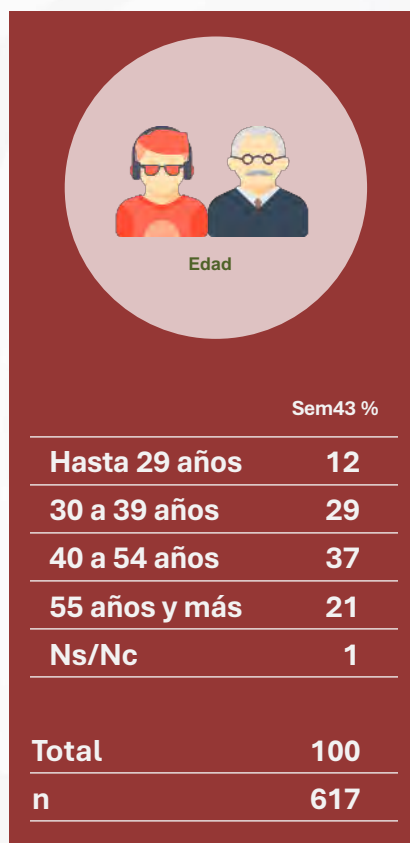 Edad
Sem43 %
Hasta 29 años 12
30 a 39 años 29
40 a 54 años 37
55 años y más 21
Ns/Nc 1
Total 100
n 617